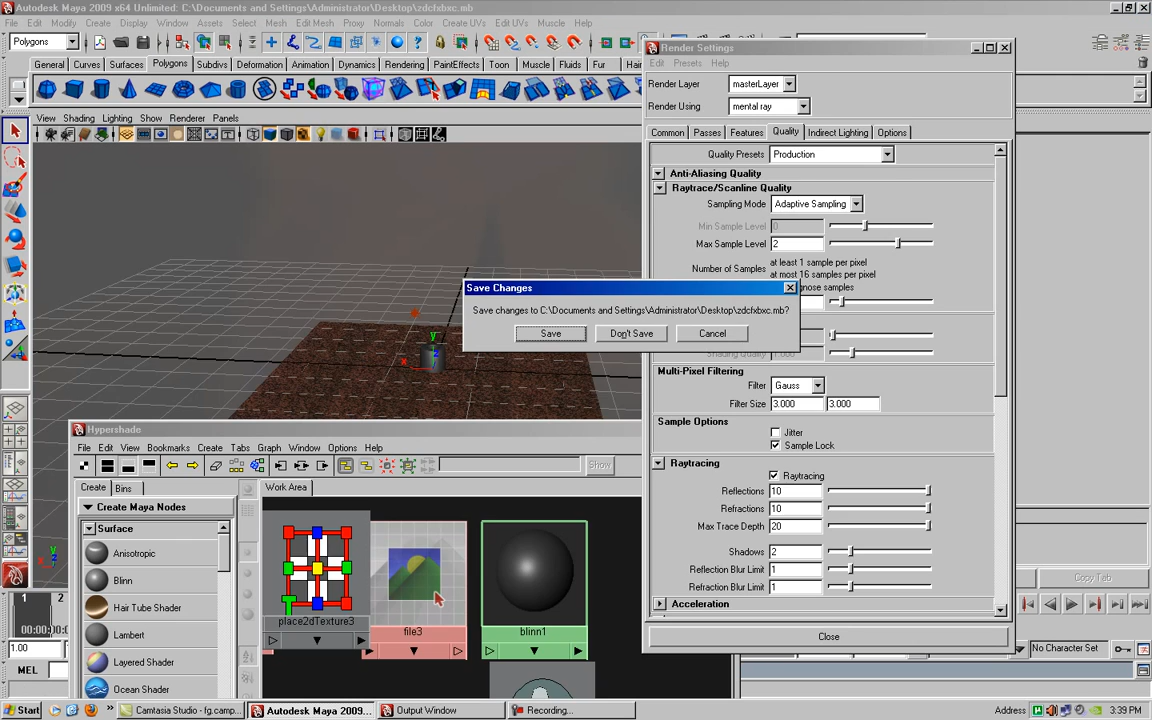 Autodesk Maya 2009 x64 Unlimited: C:\Documents and Settings\Administrator\Desktop\zdcfxbxc.mb
File Edit Modify Create Display Window Assets Select Mesh Edit Mesh Proxy Normals Color Create UVs Edit UVs Muscle Help
Polygons
General Curves Surfaces Polygons Subdivs Deformation Animation Dynamics Rendering PaintEffects Toon Muscle Fluids Fur
View Shading Lighting Show Renderer Panels
Render Settings
Edit Presets Help
Render Layer masterLayer
Render Using mental ray
Common Passes Features Quality Indirect Lighting Options
Quality Presets Production
Anti-Aliasing Quality
Raytrace/Scanline Quality
Sampling Mode Adaptive Sampling
Min Sample Level 0
Max Sample Level 2
at least 1 sample per pixel
Number of Samples
at most 16 samples per pixel
gnose samples
Save Changes
Save changes to C:\Documents and Settings\Administrator\Desktop\zdcfxbxc.mb?
Save Don't Save Cancel
Shading Quality 1.000
Multi-Pixel Filtering
Filter Gauss
Filter Size 3.000 3.000
Sample Options
Jitter
Sample Lock
Raytracing
Raytracing
Reflections 10
Refractions 10
Max Trace Depth 20
Shadows 2
Reflection Blur Limit 1
Refraction Blur Limit 1
Acceleration
Close
y
x
z
Hypershade
File Edit View Bookmarks Create Tabs Graph Window Options Help
Show
Create Bins
Work Area
Create Maya Nodes
Surface
Anisotropic
Blinn
Hair Tube Shader
Lambert
Layered Shader
Ocean Shader
place2dTexture3
file3
blinn1
Copy Tab
1 2
1.00
No Character Set
MEL
Start
Camtasia Studio - fg.camp...
Autodesk Maya 2009...
Output Window
Recording...
Address
3:39 PM